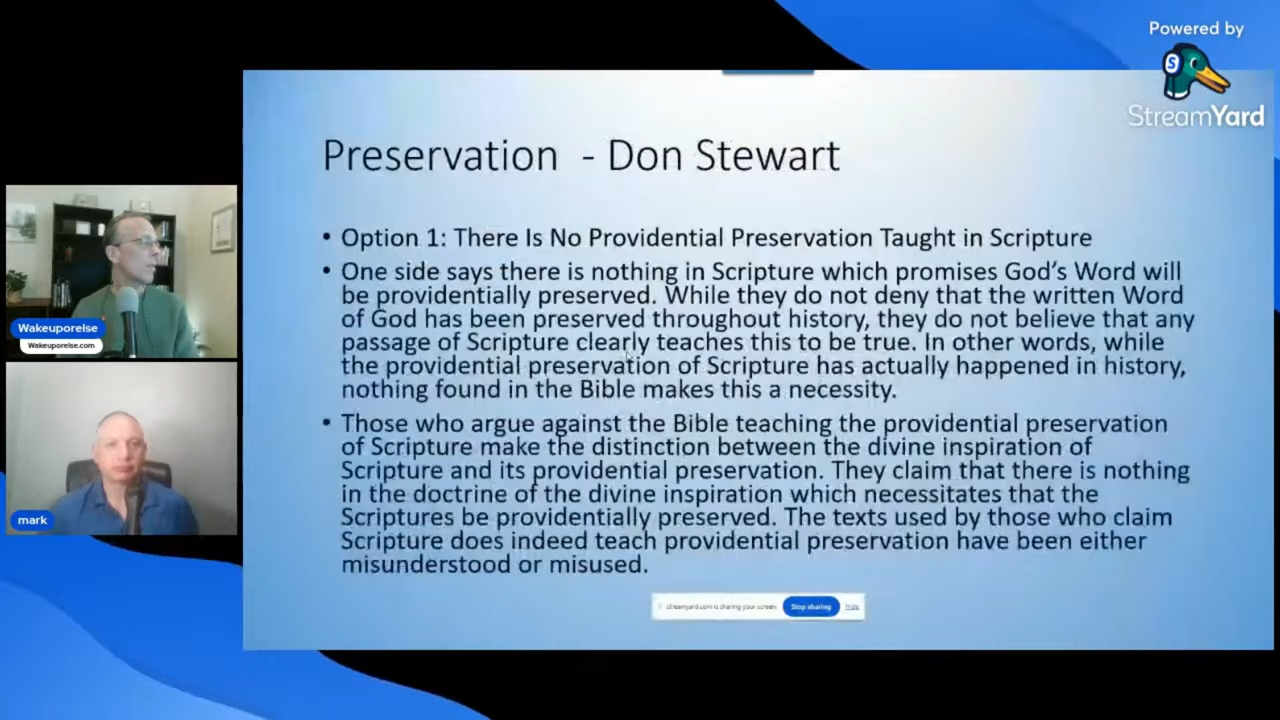 Powered by
StreamYard
Preservation - Don Stewart
• Option 1: There Is No Providential Preservation Taught in Scripture
• One side says there is nothing in Scripture which promises God's Word will
be providentially preserved. While they do not deny that the written Word
of God has been preserved throughout history, they do not believe that any
passage of Scripture clearly teaches this to be true. In other words, while
the providential preservation of Scripture has actually happened in history,
nothing found in the Bible makes this a necessity.
• Those who argue against the Bible teaching the providential preservation
of Scripture make the distinction between the divine inspiration of
Scripture and its providential preservation. They claim that there is nothing
in the doctrine of the divine inspiration which necessitates that the
Scriptures be providentially preserved. The texts used by those who claim
Scripture does indeed teach providential preservation have been either
misunderstood or misused.
Wakeuporelse
Wakeuporelse.com
mark
streamyard.com is sharing your screen. Stop sharing Hide